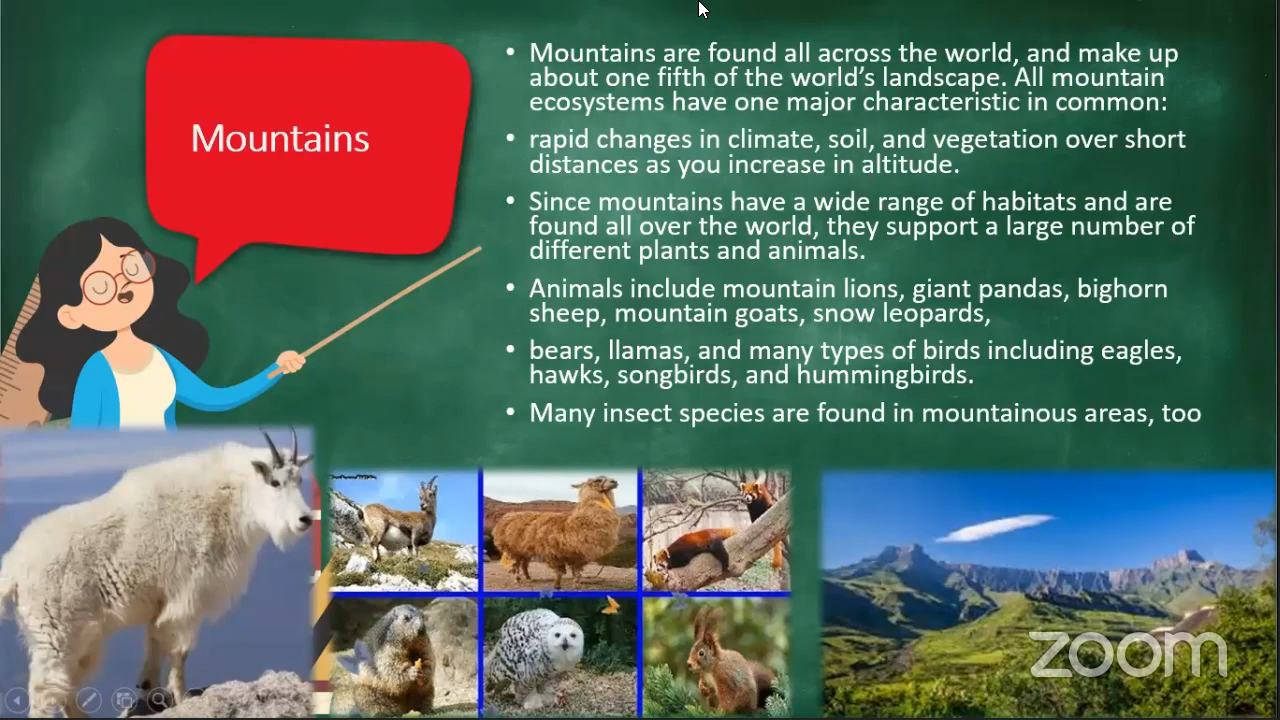 Mountains
• Mountains are found all across the world, and make up
about one fifth of the world’s landscape. All mountain
ecosystems have one major characteristic in common:
• rapid changes in climate, soil, and vegetation over short
distances as you increase in altitude.
• Since mountains have a wide range of habitats and are
found all over the world, they support a large number of
different plants and animals.
• Animals include mountain lions, giant pandas, bighorn
sheep, mountain goats, snow leopards,
• bears, llamas, and many types of birds including eagles,
hawks, songbirds, and hummingbirds.
• Many insect species are found in mountainous areas, too
zoom